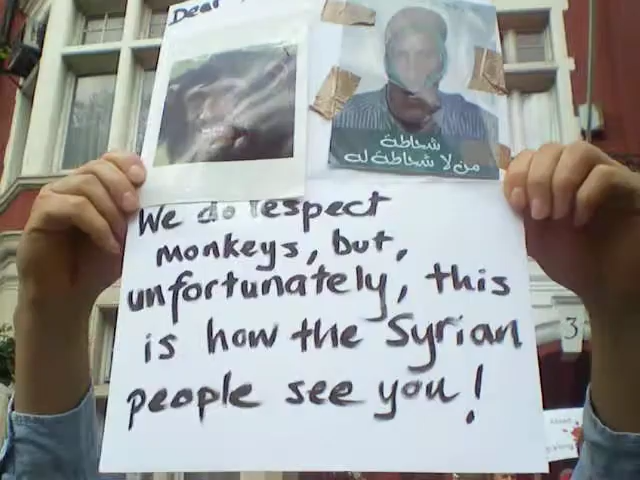 Dear
شحاطة
من لا شحاطة له
We do respect
monkeys, but,
unfortunately, this
is how the Syrian
people see you!
3